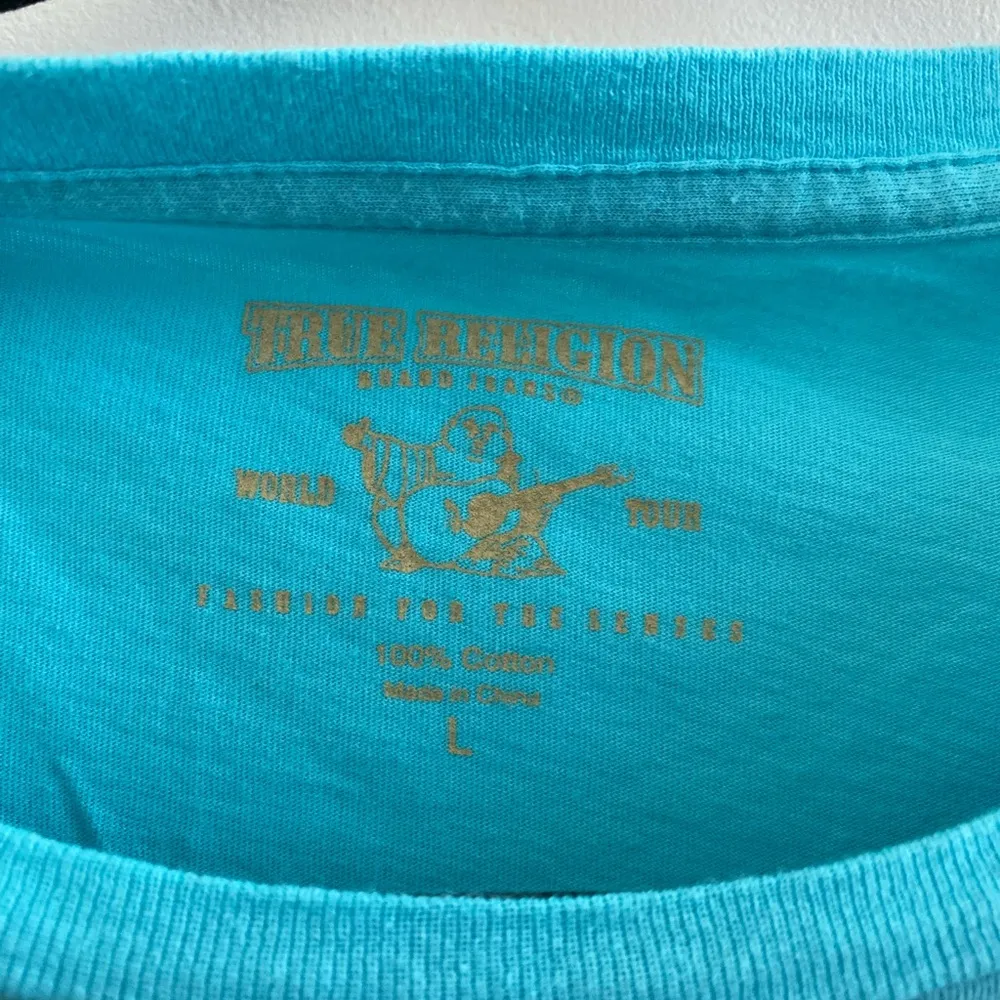 TRUE RELIGION
BRAND JEANS®
WORLD TOUR
FASHION FOR THE SENSES
100% Cotton
Made in China
L